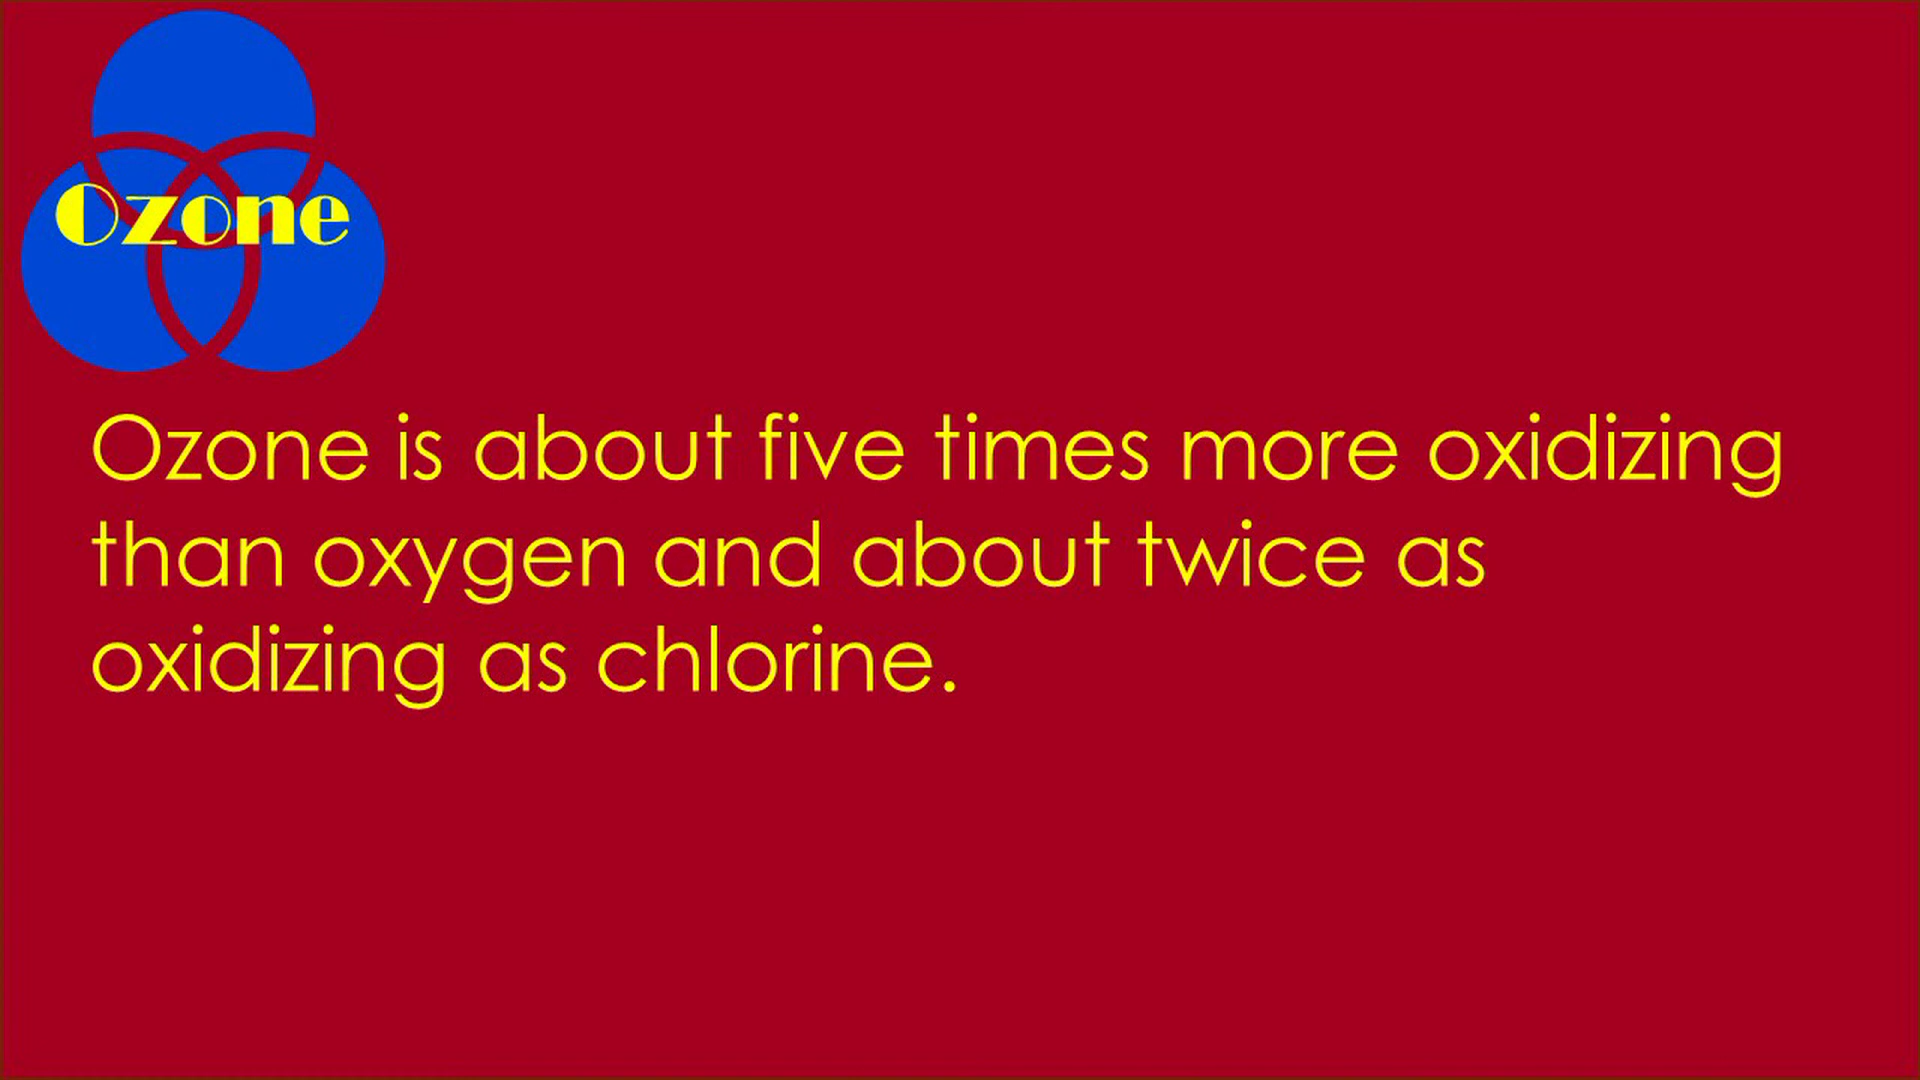 Ozone
Ozone is about five times more oxidizing
than oxygen and about twice as
oxidizing as chlorine.